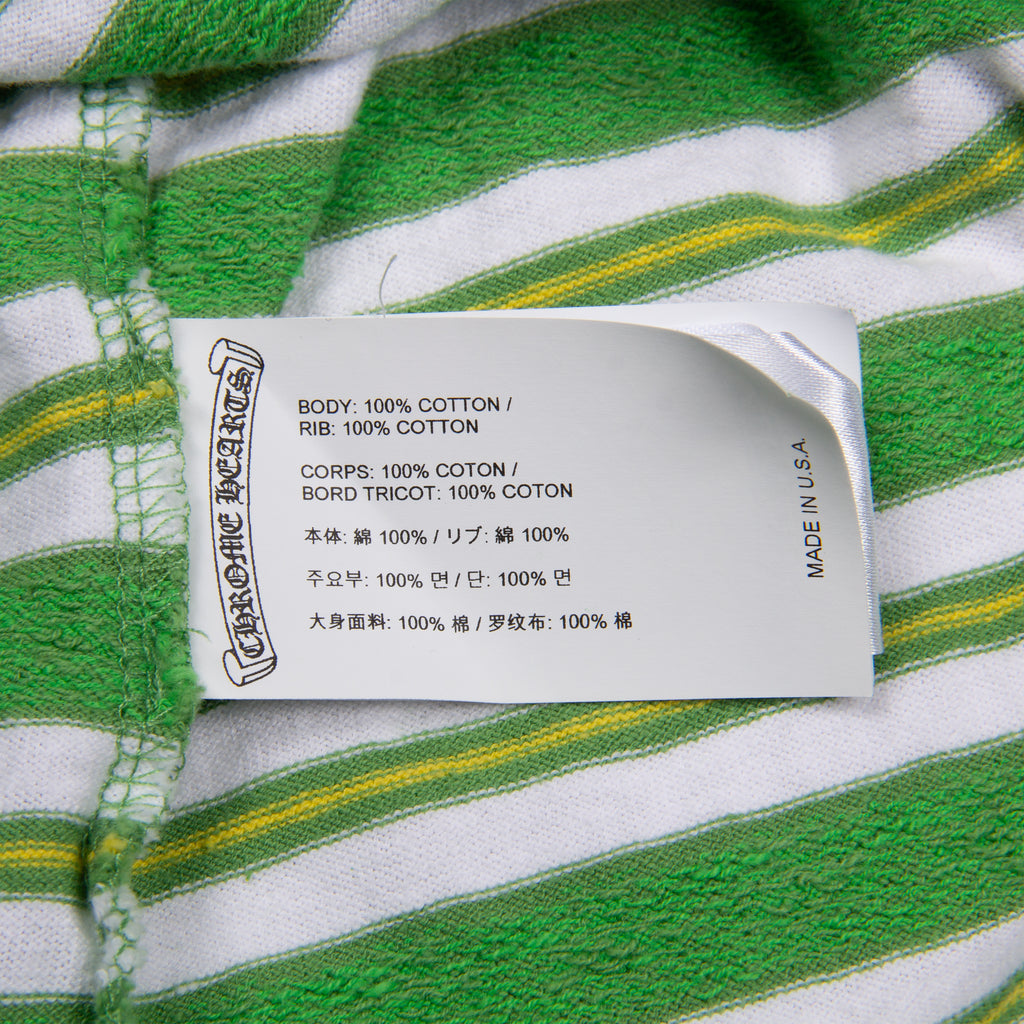 CHROME HEARTS
BODY: 100% COTTON /
RIB: 100% COTTON
CORPS: 100% COTON /
BORD TRICOT: 100% COTON
本体: 綿 100% / リブ: 綿 100%
주요부: 100% 면 / 단: 100% 면
大身面料: 100% 棉 / 罗纹布: 100% 棉
MADE IN U.S.A.